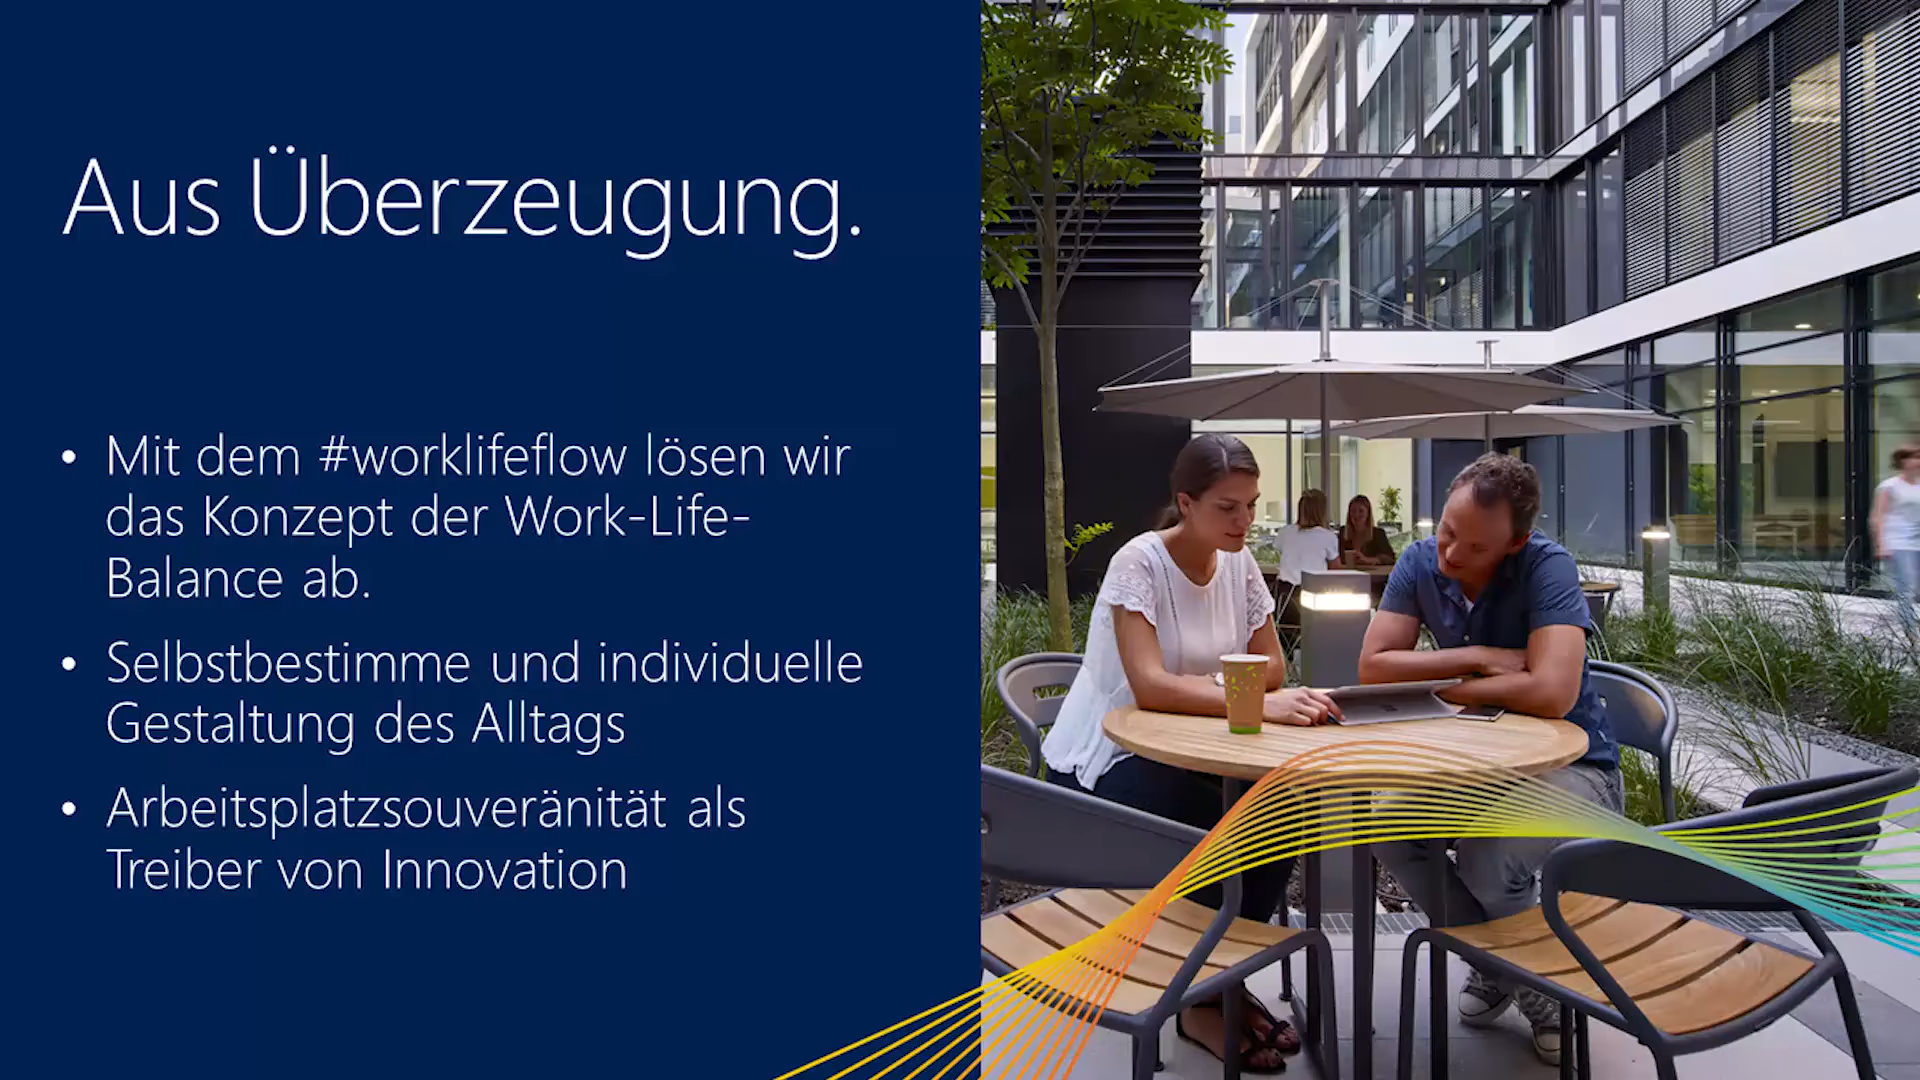 Aus Überzeugung.
• Mit dem #worklifeflow lösen wir
das Konzept der Work-Life-
Balance ab.
• Selbstbestimme und individuelle
Gestaltung des Alltags
• Arbeitsplatzsouveränität als
Treiber von Innovation